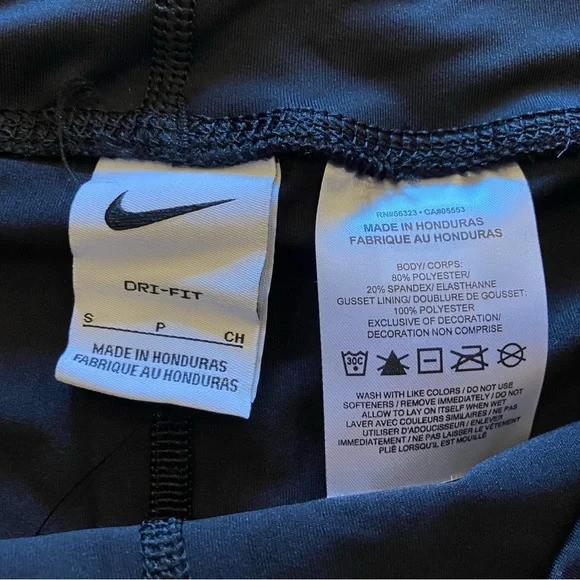 DRI-FIT
S P CH
MADE IN HONDURAS
FABRIQUE AU HONDURAS
RN#56323 • CA#05553
MADE IN HONDURAS
FABRIQUE AU HONDURAS
BODY/ CORPS:
80% POLYESTER/
20% SPANDEX/ ELASTHANNE
GUSSET LINING/ DOUBLURE DE GOUSSET:
100% POLYESTER
EXCLUSIVE OF DECORATION/
DECORATION NON COMPRISE
30C
WASH WITH LIKE COLORS / DO NOT USE
SOFTENERS / REMOVE IMMEDIATELY / DO NOT
ALLOW TO LAY ON ITSELF WHEN WET
LAVER AVEC COULEURS SIMILAIRES / NE PAS
UTILISER D'ADOUCISSEUR / ENLEVER
IMMEDIATEMENT / NE PAS LAISSER LE VÊTEMENT
PLIÉ LORSQU'IL EST MOUILLÉ